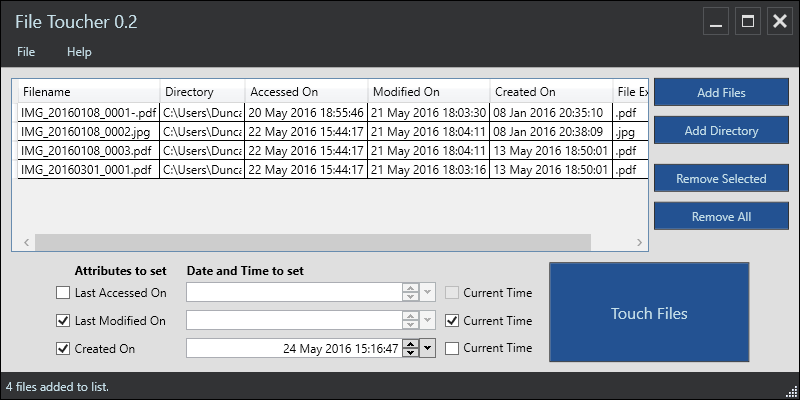 File Toucher 0.2
File Help
Filename Directory Accessed On Modified On Created On File Ex
IMG_20160108_0001-.pdf C:\Users\Dunca 20 May 2016 18:55:46 21 May 2016 18:03:30 08 Jan 2016 20:35:10 .pdf
IMG_20160108_0002.jpg C:\Users\Dunca 22 May 2016 15:44:17 21 May 2016 18:04:11 08 Jan 2016 20:38:09 .jpg
IMG_20160108_0003.pdf C:\Users\Dunca 22 May 2016 15:44:17 21 May 2016 18:04:11 13 May 2016 18:50:01 .pdf
IMG_20160301_0001.pdf C:\Users\Dunca 22 May 2016 15:44:17 21 May 2016 18:03:16 13 May 2016 18:50:01 .pdf
Add Files
Add Directory
Remove Selected
Remove All
Attributes to set Date and Time to set
Last Accessed On Current Time
Last Modified On Current Time
Created On 24 May 2016 15:16:47 Current Time
Touch Files
4 files added to list.